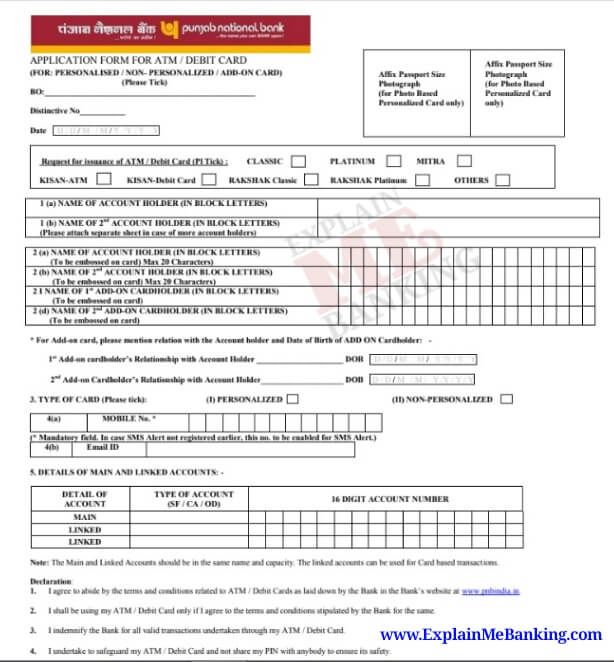 पंजाब नैशनल बैंक punjab national bank
...the name you can BANK upon!
APPLICATION FORM FOR ATM / DEBIT CARD
(FOR: PERSONALISED / NON- PERSONALIZED / ADD-ON CARD)
(Please Tick)
BO:
Distinctive No
Date D/D/M/M/Y/Y/Y/Y
Affix Passport Size
Photograph
(for Photo Based
Personalized Card only)
Affix Passport Size
Photograph
(for Photo Based
Personalized Card
only)
Request for issuance of ATM / Debit Card (Pl Tick) : CLASSIC PLATINUM MITRA
KISAN-ATM KISAN-Debit Card RAKSHAK Classic RAKSHAK Platinum OTHERS
1 (a) NAME OF ACCOUNT HOLDER (IN BLOCK LETTERS)
1 (b) NAME OF 2nd ACCOUNT HOLDER (IN BLOCK LETTERS)
(Please attach separate sheet in case of more account holders)
2 (a) NAME OF ACCOUNT HOLDER (IN BLOCK LETTERS)
(To be embossed on card) Max 20 Characters)
2 (b) NAME OF 2nd ACCOUNT HOLDER (IN BLOCK LETTERS)
(To be embossed on card) Max 20 Characters)
2 I NAME OF 1st ADD-ON CARDHOLDER (IN BLOCK LETTERS)
(To be embossed on card)
2 (d) NAME OF 2nd ADD-ON CARDHOLDER (IN BLOCK LETTERS)
(To be embossed on card)
EXPLAIN
ME
BANKING
* For Add-on card, please mention relation with the Account holder and Date of Birth of ADD ON Cardholder: -
1st Add-on cardholder's Relationship with Account Holder DOB D/D/M M/Y/Y/Y/Y
2nd Add-on Cardholder's Relationship with Account Holder DOB D/D/M M/Y/Y/Y/Y
3. TYPE OF CARD (Please tick): (I) PERSONALIZED (II) NON-PERSONALIZED
4(a) MOBILE No. *
(* Mandatory field. In case SMS Alert not registered earlier, this no. to be enabled for SMS Alert.)
4(b) Email ID
5. DETAILS OF MAIN AND LINKED ACCOUNTS: -
DETAIL OF ACCOUNT TYPE OF ACCOUNT (SF / CA / OD) 16 DIGIT ACCOUNT NUMBER
MAIN
LINKED
LINKED
Note: The Main and Linked Accounts should be in the same name and capacity. The linked accounts can be used for Card based transactions.
Declaration:
1. I agree to abide by the terms and conditions related to ATM / Debit Cards as laid down by the Bank in the Bank's website at www.pnbindia.in.
2. I shall be using my ATM / Debit Card only if I agree to the terms and conditions stipulated by the Bank for the same.
3. I indemnify the Bank for all valid transactions undertaken through my ATM / Debit Card.
4. I undertake to safeguard my ATM / Debit Card and not share my PIN with anybody to ensure its safety.
www.ExplainMeBanking.com